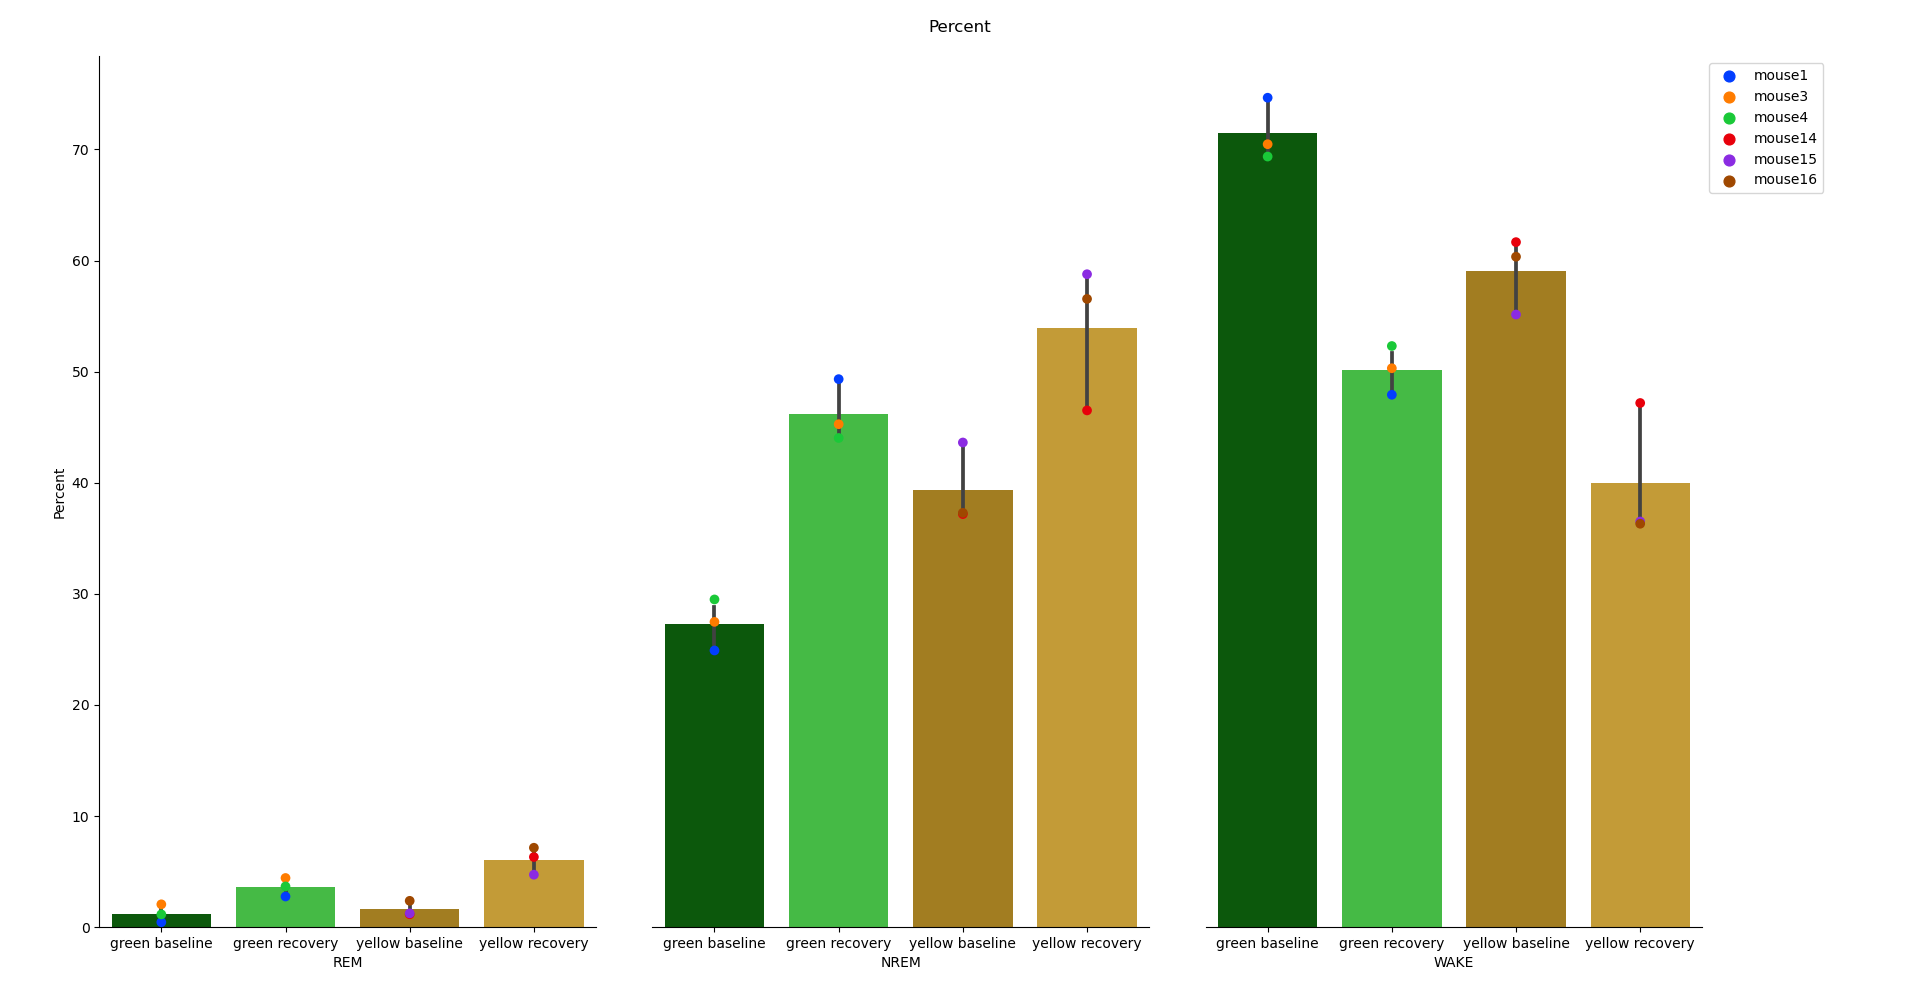 Percent
mouse1
mouse3
mouse4
mouse14
mouse15
mouse16
Percent
70
60
50
40
30
20
10
0
green baseline green recovery yellow baseline yellow recovery
REM
green baseline green recovery yellow baseline yellow recovery
NREM
green baseline green recovery yellow baseline yellow recovery
WAKE